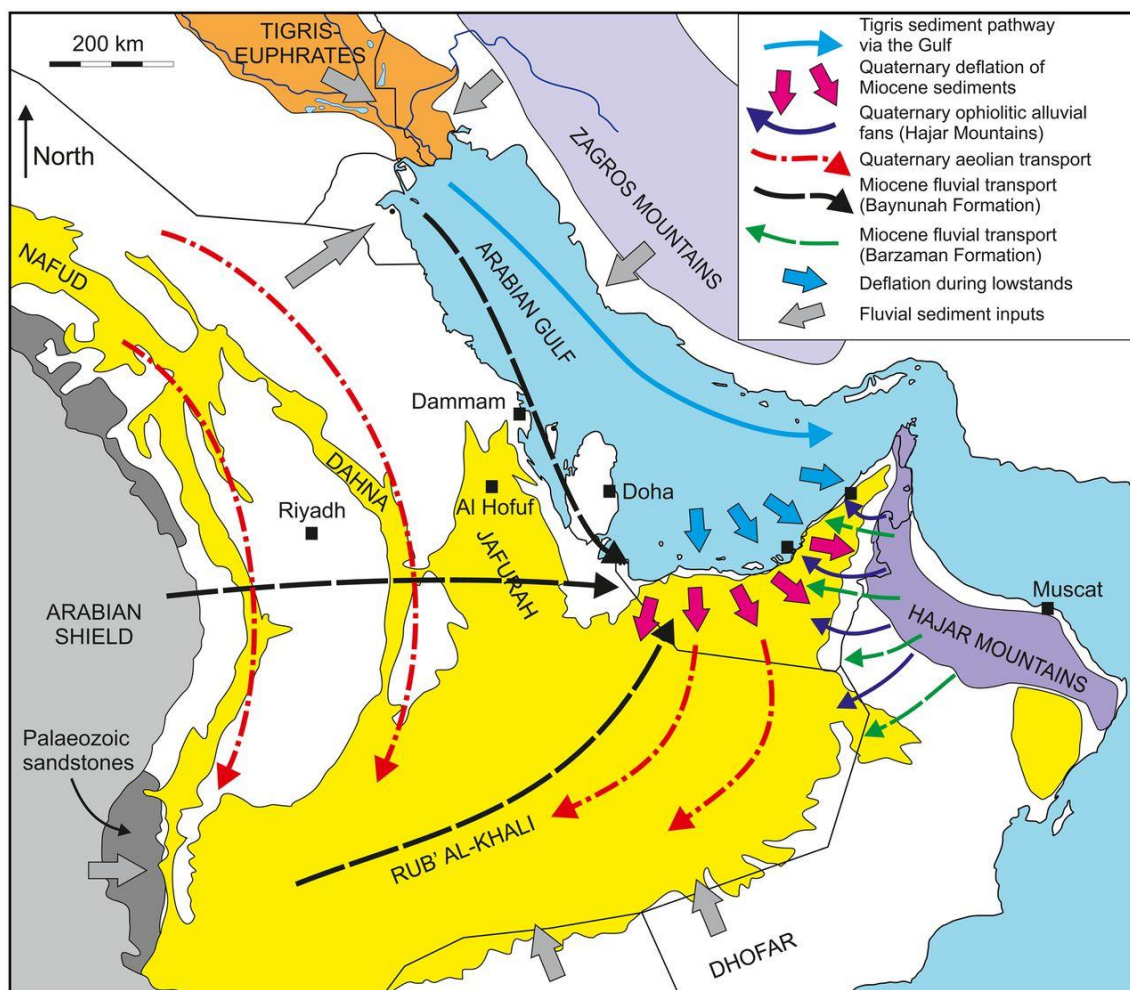 200 km
North
TIGRIS-
EUPHRATES
ZAGROS MOUNTAINS
Tigris sediment pathway
via the Gulf
Quaternary deflation of
Miocene sediments
Quaternary ophiolitic alluvial
fans (Hajar Mountains)
Quaternary aeolian transport
Miocene fluvial transport
(Baynunah Formation)
Miocene fluvial transport
(Barzaman Formation)
Deflation during lowstands
Fluvial sediment inputs
NAFUD
ARABIAN GULF
Dammam
DAHNA
Riyadh
Al Hofuf
Doha
JAFURAH
ARABIAN
SHIELD
Muscat
HAJAR MOUNTAINS
Palaeozoic
sandstones
RUB' AL-KHALI
DHOFAR